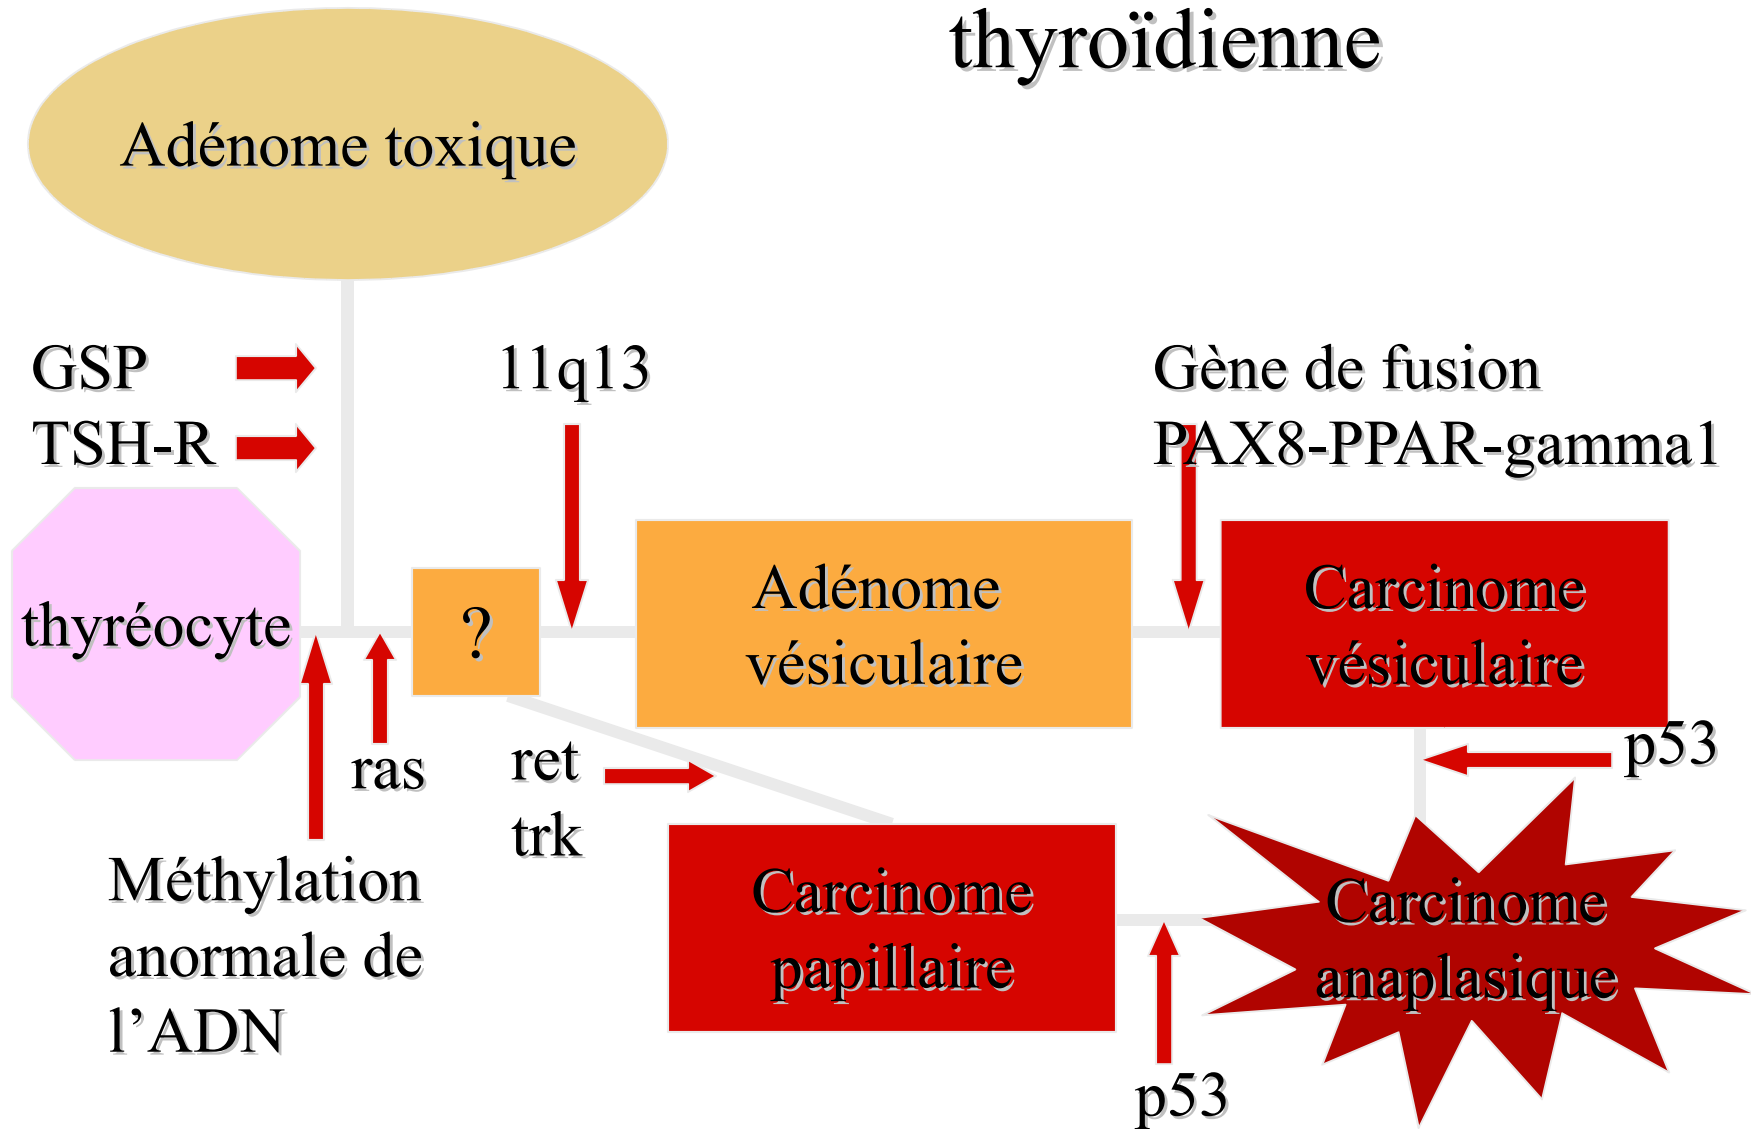 thyroïdienne
Adénome toxique
GSP
TSH-R
11q13
Gène de fusion
PAX8-PPAR-gamma1
thyréocyte
?
Adénome
vésiculaire
Carcinome
vésiculaire
ras
ret
trk
p53
Méthylation
anormale de
l’ADN
Carcinome
papillaire
Carcinome
anaplasique
p53